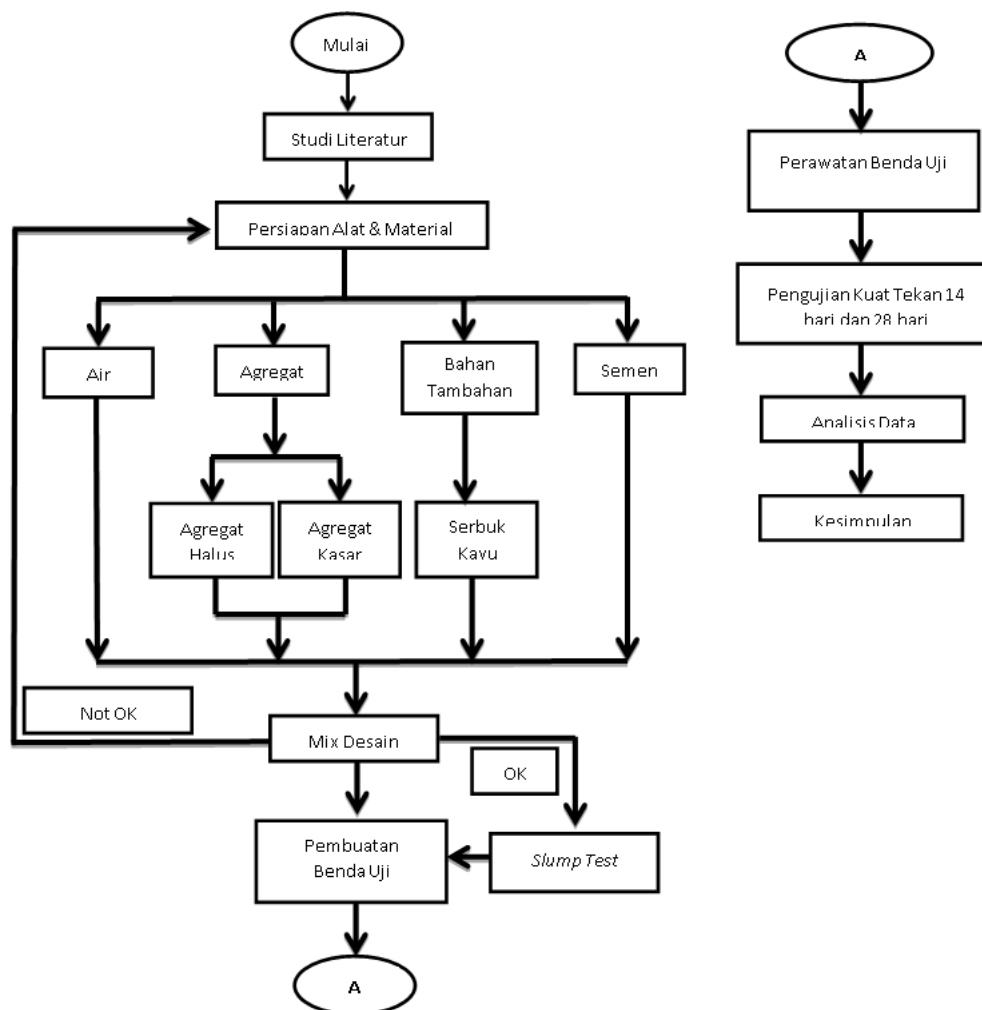 Mulai
Studi Literatur
Persiapan Alat & Material
Air
Agregat
Bahan
Tambahan
Semen
Agregat
Halus
Agregat
Kasar
Serbuk
Kayu
Not OK
Mix Desain
OK
Pembuatan
Benda Uji
Slump Test
A
A
Perawatan Benda Uji
Pengujian Kuat Tekan 14
hari dan 28 hari
Analisis Data
Kesimpulan